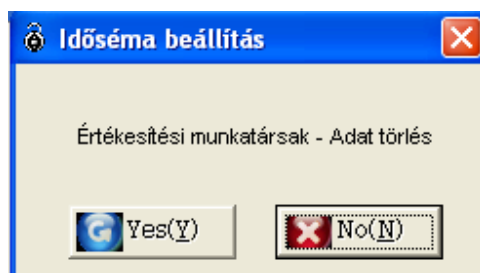 Időséma beállítás
Értékesítési munkatársak - Adat törlés
Yes(Y) No(N)